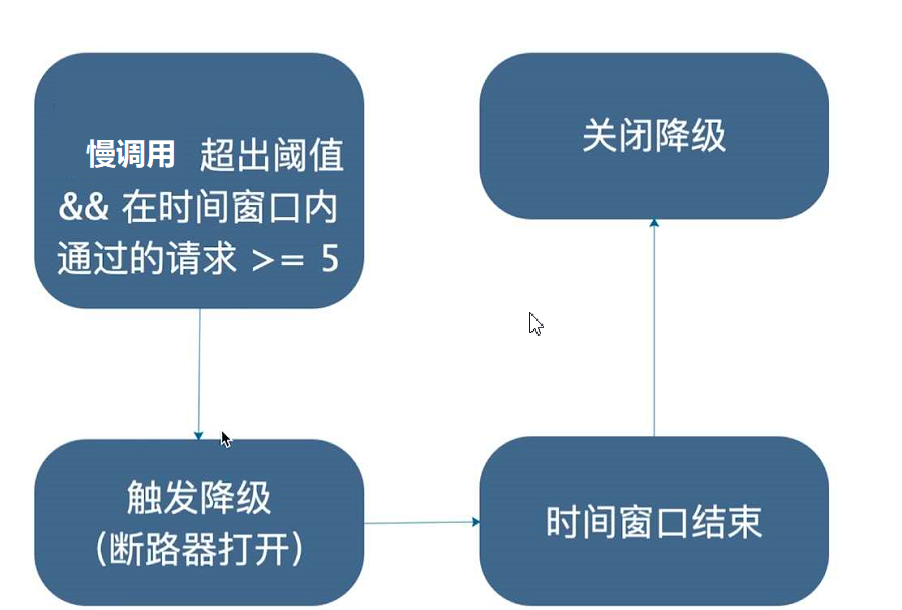 慢调用 超出阈值
&& 在时间窗口内
通过的请求 >= 5
关闭降级
触发降级
(断路器打开)
时间窗口结束